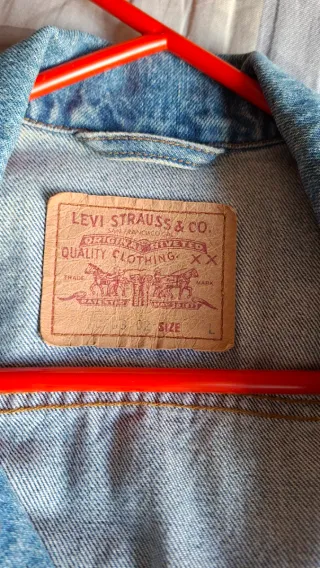 LEVI STRAUSS & CO.
SAN FRANCISCO CAL
ORIGINAL RIVETED
QUALITY CLOTHING. XX
TRADE MARK
SIZE L